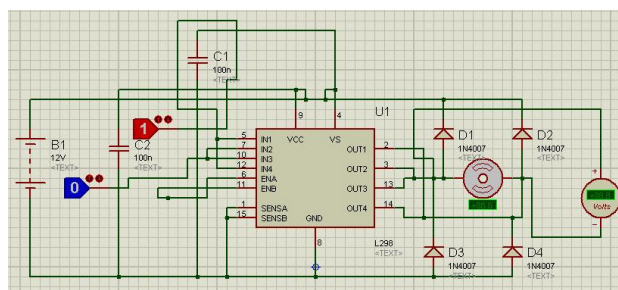 C1
100n
<TEXT>
1
9
4
U1
B1
12V
<TEXT>
C2
100n
<TEXT>
0
5
7
10
12
6
11
1
15
IN1
IN2
IN3
IN4
ENA
ENB
SENSA
SENSB
VCC
VS
GND
OUT1
OUT2
OUT3
OUT4
2
3
13
14
8
L298
<TEXT>
D1
1N4007
<TEXT>
D2
1N4007
<TEXT>
D3
1N4007
<TEXT>
D4
1N4007
<TEXT>
+
Volts
−